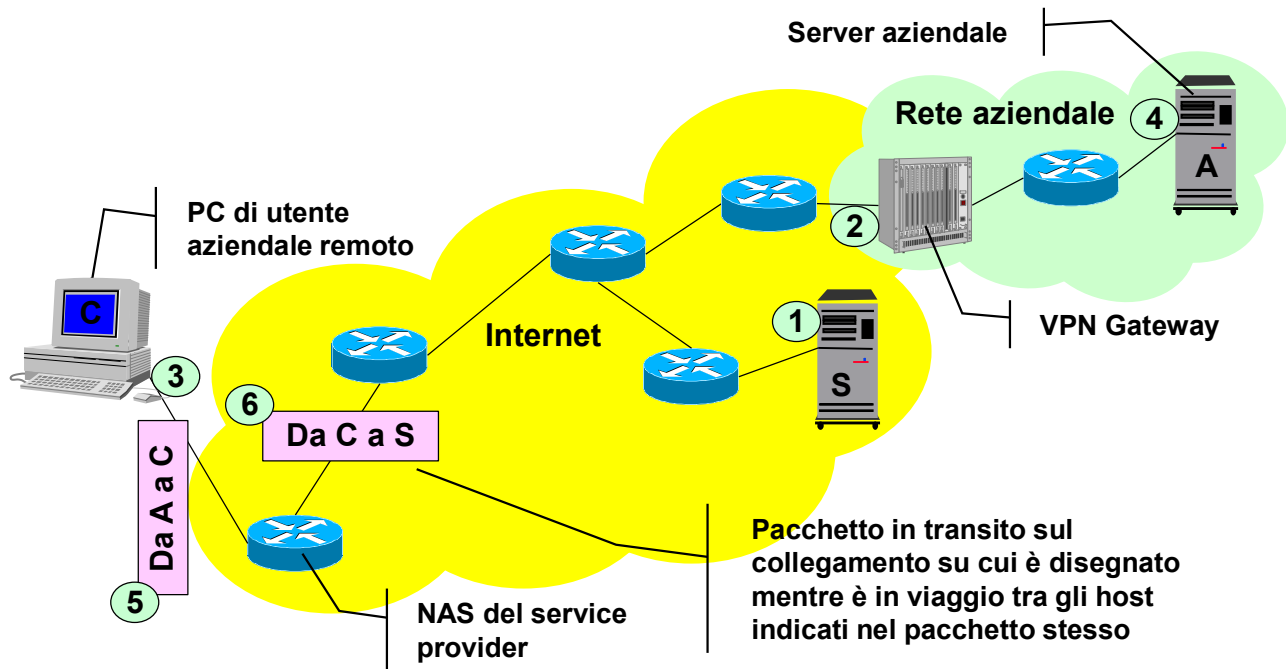 Server aziendale
Rete aziendale
4
A
PC di utente
aziendale remoto
2
C
1
VPN Gateway
Internet
S
3
6
Da C a S
Da A a C
5
Pacchetto in transito sul
collegamento su cui è disegnato
mentre è in viaggio tra gli host
indicati nel pacchetto stesso
NAS del service
provider